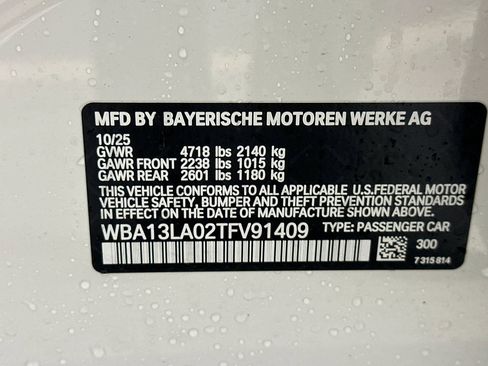 MFD BY BAYERISCHE MOTOREN WERKE AG
10/25
GVWR 4718 lbs 2140 kg
GAWR FRONT 2238 lbs 1015 kg
GAWR REAR 2601 lbs 1180 kg
THIS VEHICLE CONFORMS TO ALL APPLICABLE U.S.FEDERAL MOTOR
VEHICLE SAFETY, BUMPER AND THEFT PREVENTION STANDARDS
IN EFFECT ON THE DATE OF MANUFACTURE SHOWN ABOVE.
WBA13LA02TFV91409 TYPE: PASSENGER CAR
300
7 315 814